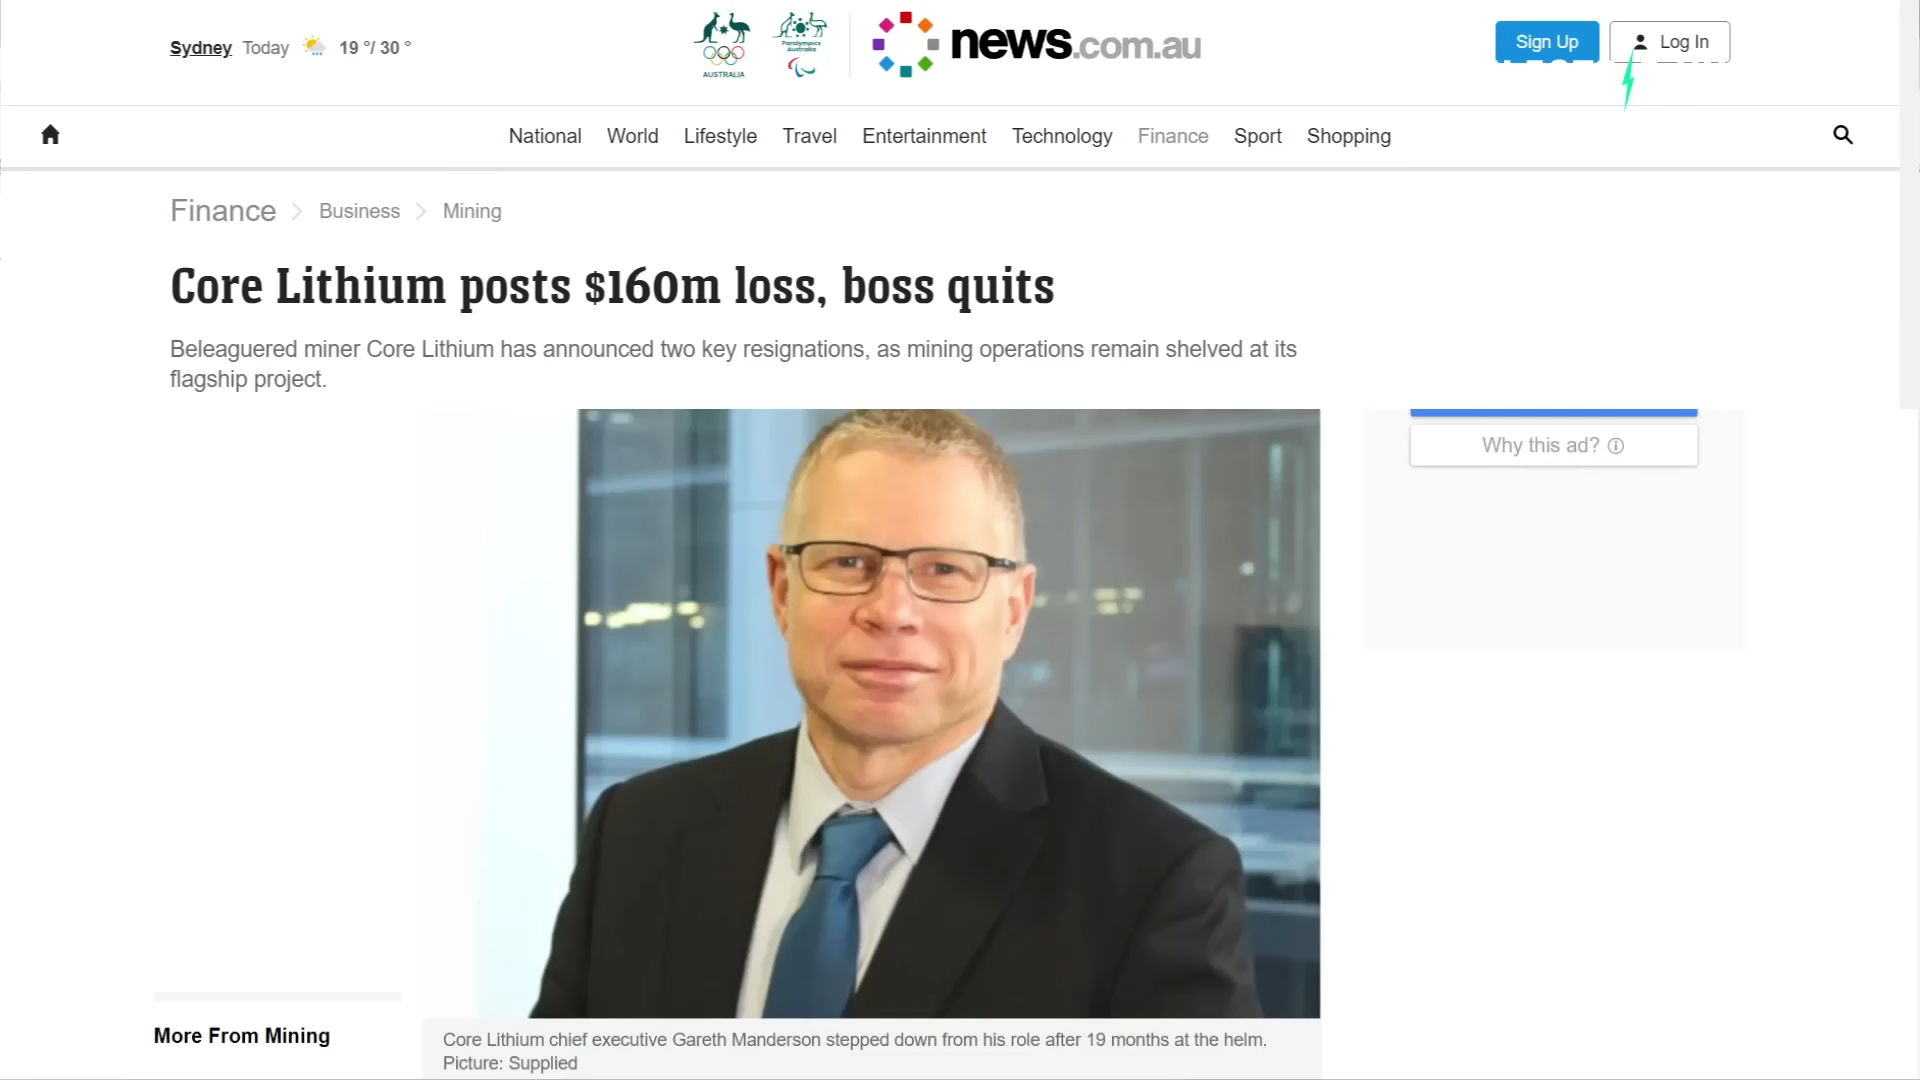 Sydney Today 19 °/ 30 °
AUSTRALIA
Paralympics
Australia
news.com.au
Sign Up
Log In
National World Lifestyle Travel Entertainment Technology Finance Sport Shopping
Finance Business Mining
Core Lithium posts $160m loss, boss quits
Beleaguered miner Core Lithium has announced two key resignations, as mining operations remain shelved at its
flagship project.
Why this ad?
More From Mining
Core Lithium chief executive Gareth Manderson stepped down from his role after 19 months at the helm.
Picture: Supplied